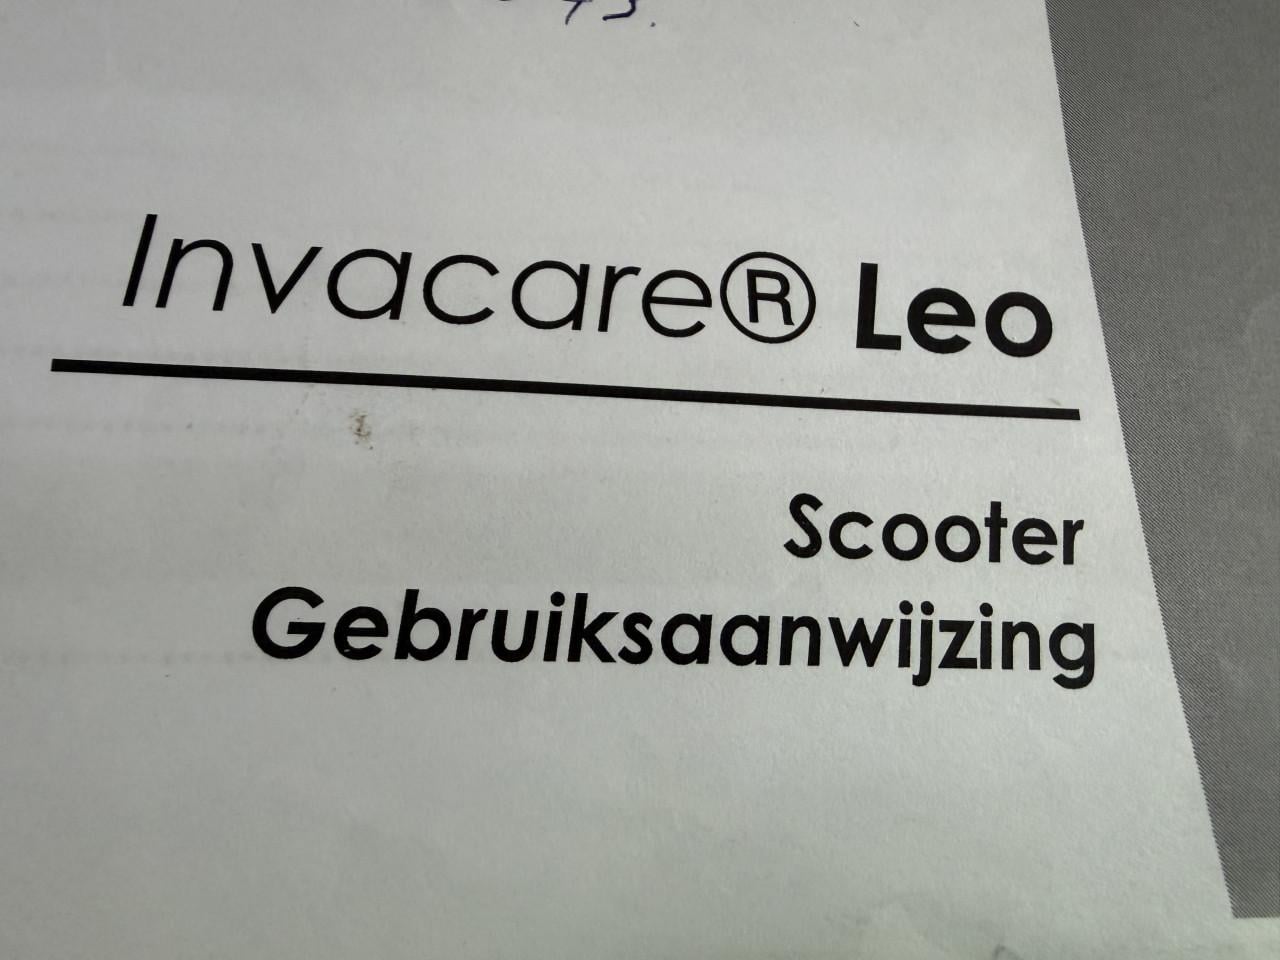 Invacare® Leo
Scooter
Gebruiksaanwijzing